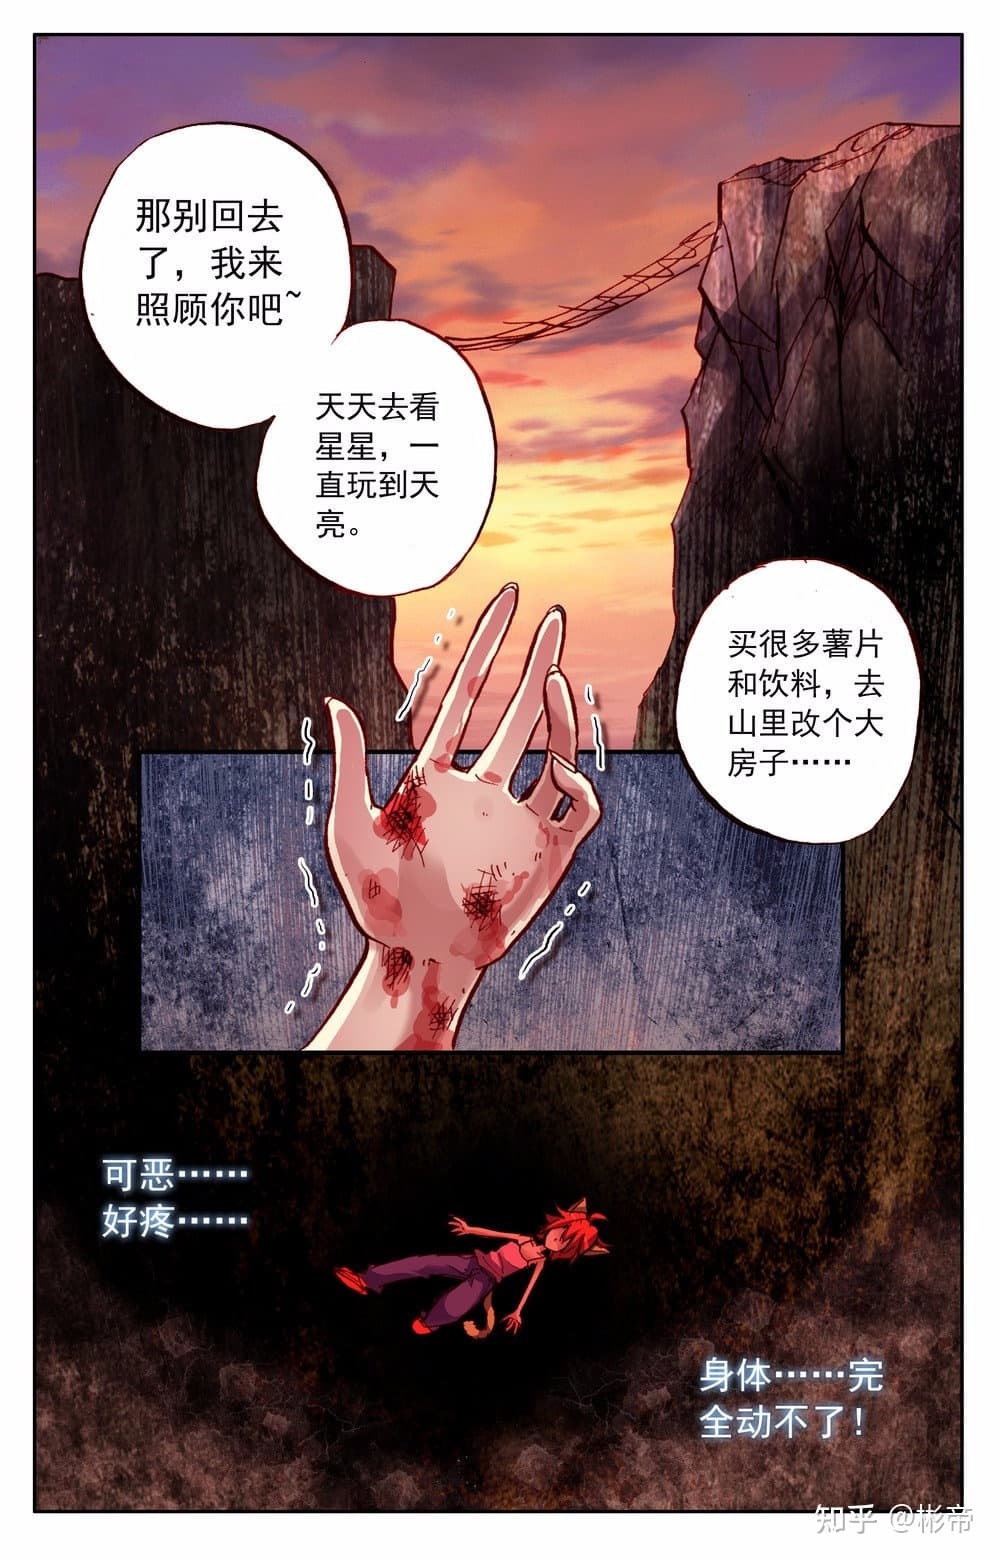 那别回去
了，我来
照顾你吧~
天天去看
星星，一
直玩到天
亮。
买很多薯片
和饮料，去
山里改个大
房子……
可恶……
好疼……
身体……完
全动不了！
知乎 @彬帝